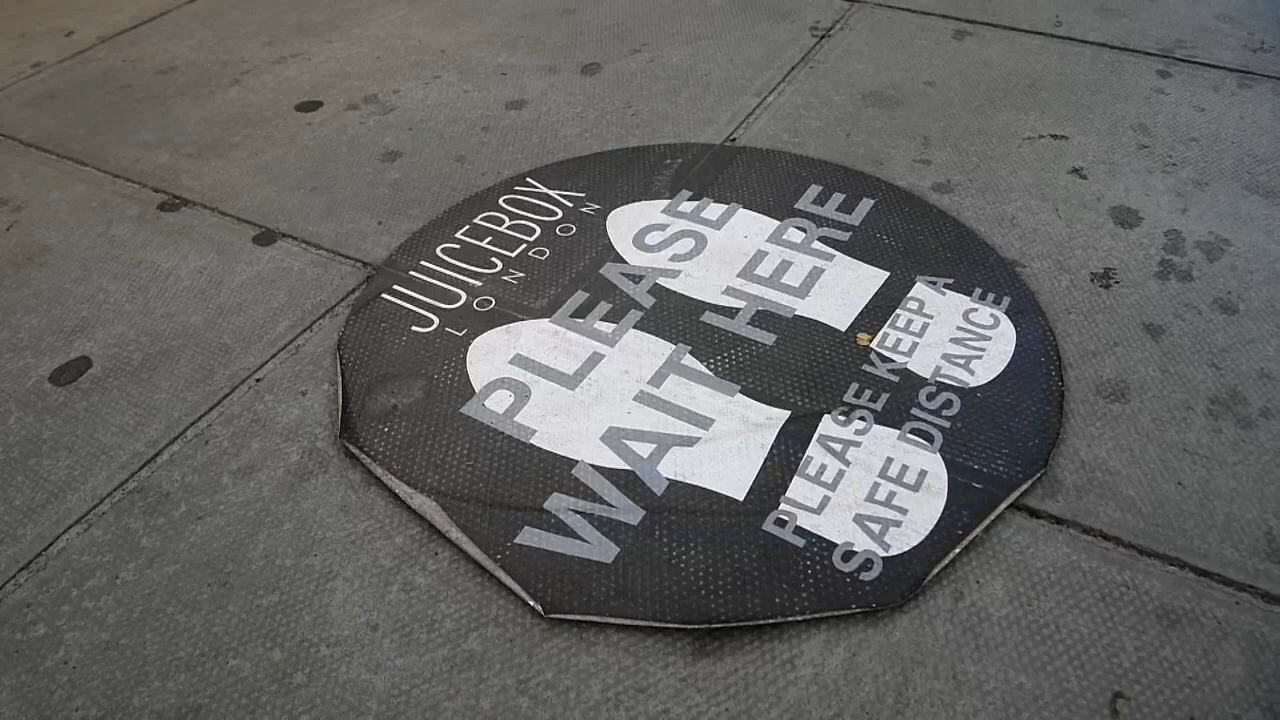 JUICEBOX
LONDON
PLEASE
WAIT HERE
PLEASE KEEP A
SAFE DISTANCE